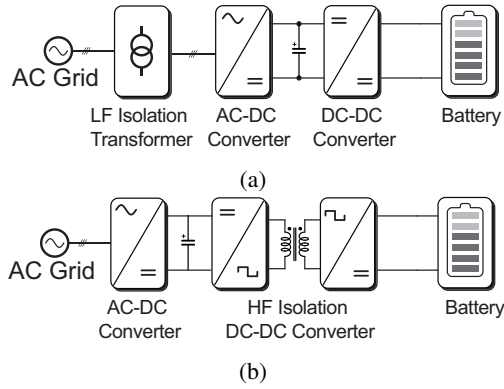 AC Grid
LF Isolation
Transformer
AC-DC
Converter
DC-DC
Converter
Battery
(a)
AC Grid
AC-DC
Converter
HF Isolation
DC-DC Converter
Battery
(b)